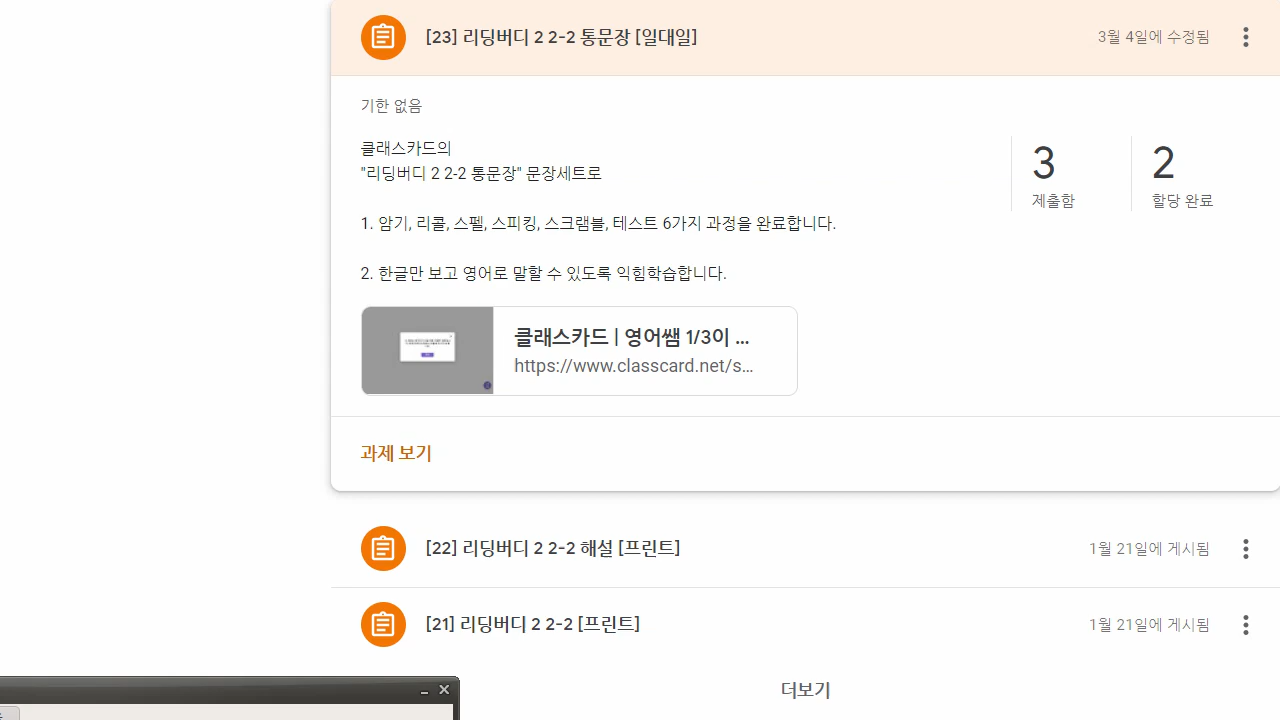 [23] 리딩버디 2 2-2 통문장 [일대일]
3월 4일에 수정됨
기한 없음
클래스카드의
"리딩버디 2 2-2 통문장" 문장세트로
1. 암기, 리콜, 스펠, 스피킹, 스크램블, 테스트 6가지 과정을 완료합니다.
2. 한글만 보고 영어로 말할 수 있도록 익힘학습합니다.
3
제출함
2
할당 완료
클래스카드 | 영어쌤 1/3이 ...
https://www.classcard.net/s...
과제 보기
[22] 리딩버디 2 2-2 해설 [프린트]
1월 21일에 게시됨
[21] 리딩버디 2 2-2 [프린트]
1월 21일에 게시됨
더보기